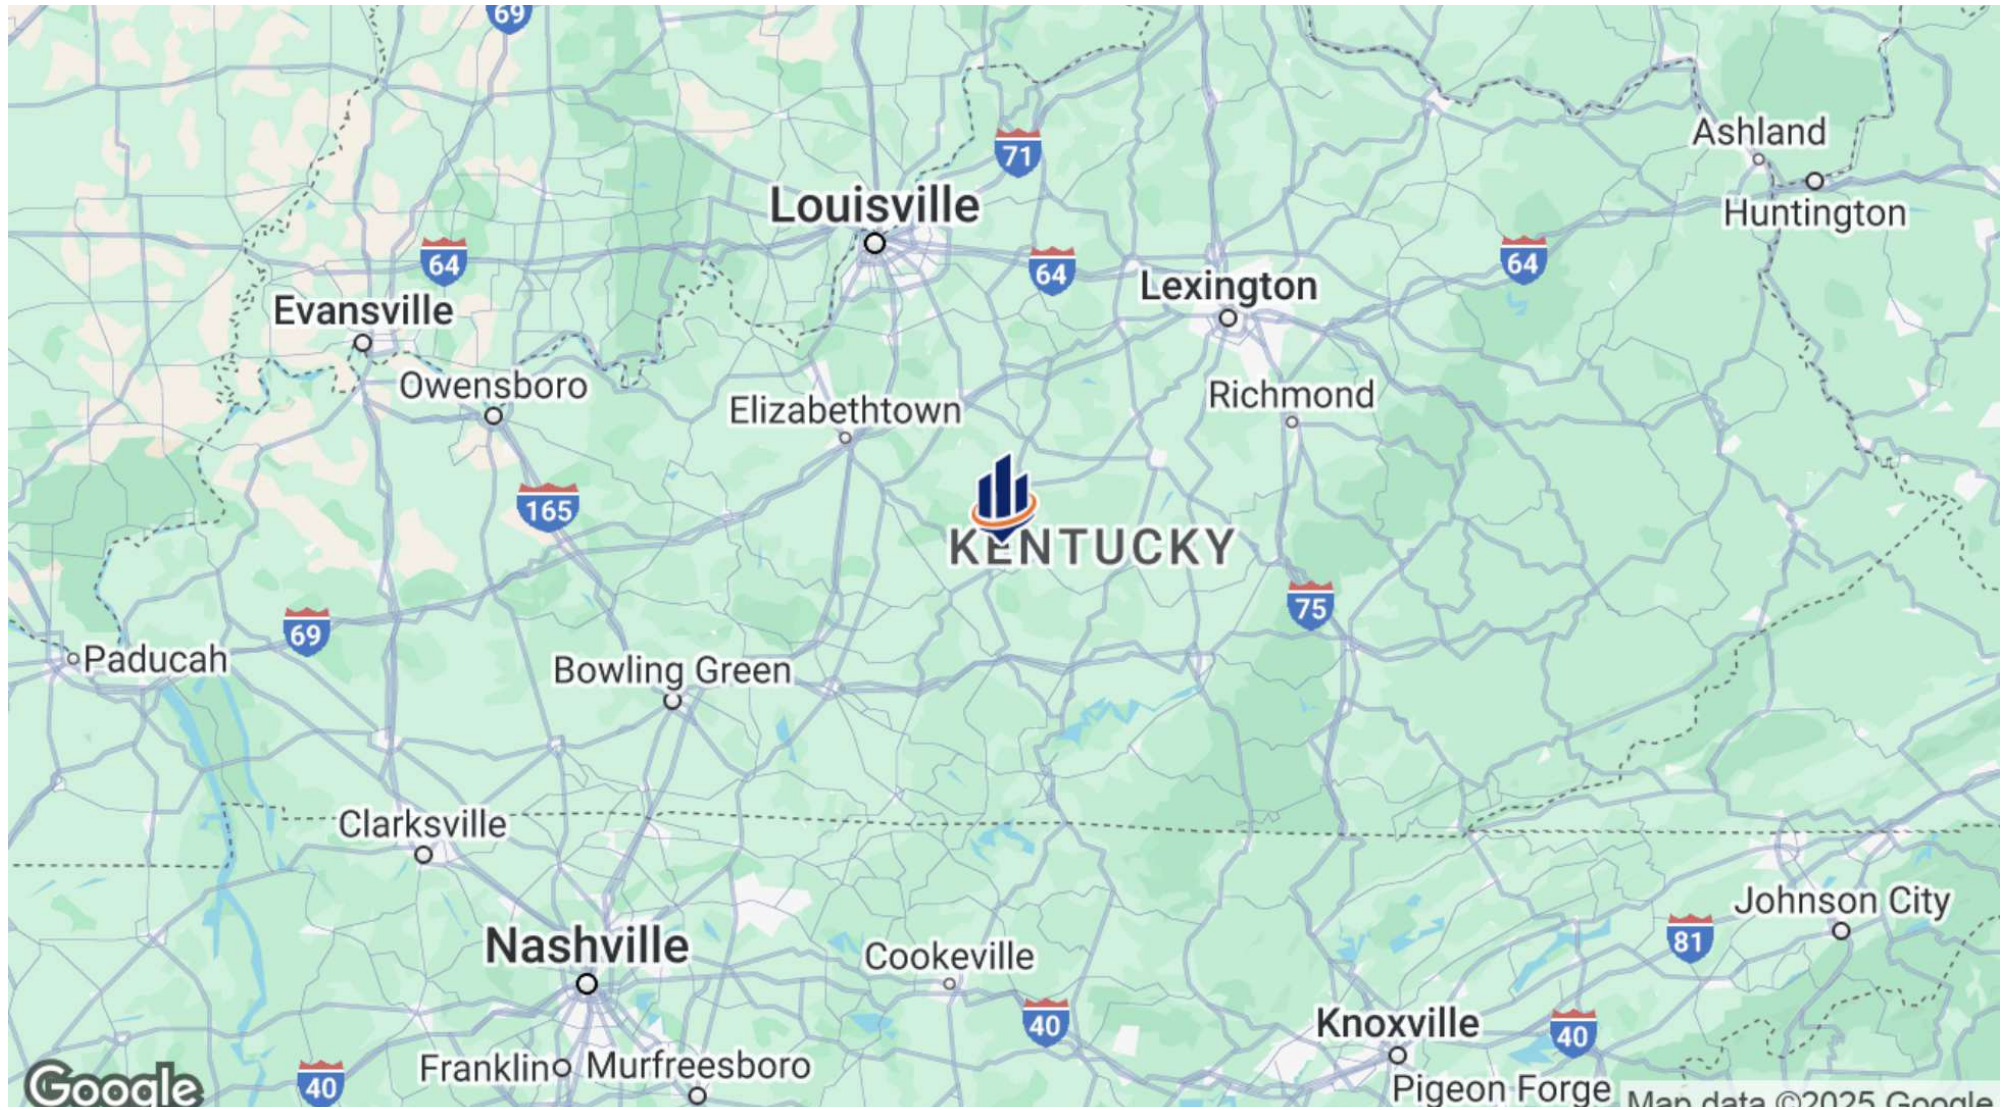 69
Ashland
71
Louisville
Huntington
64
64
64
Lexington
Evansville
Owensboro
Richmond
Elizabethtown
165
KENTUCKY
75
69
Paducah
Bowling Green
Clarksville
Johnson City
81
Nashville
Cookeville
Knoxville
40
40
Franklin
Murfreesboro
40
Google
Pigeon Forge
Map data ©2025 Google